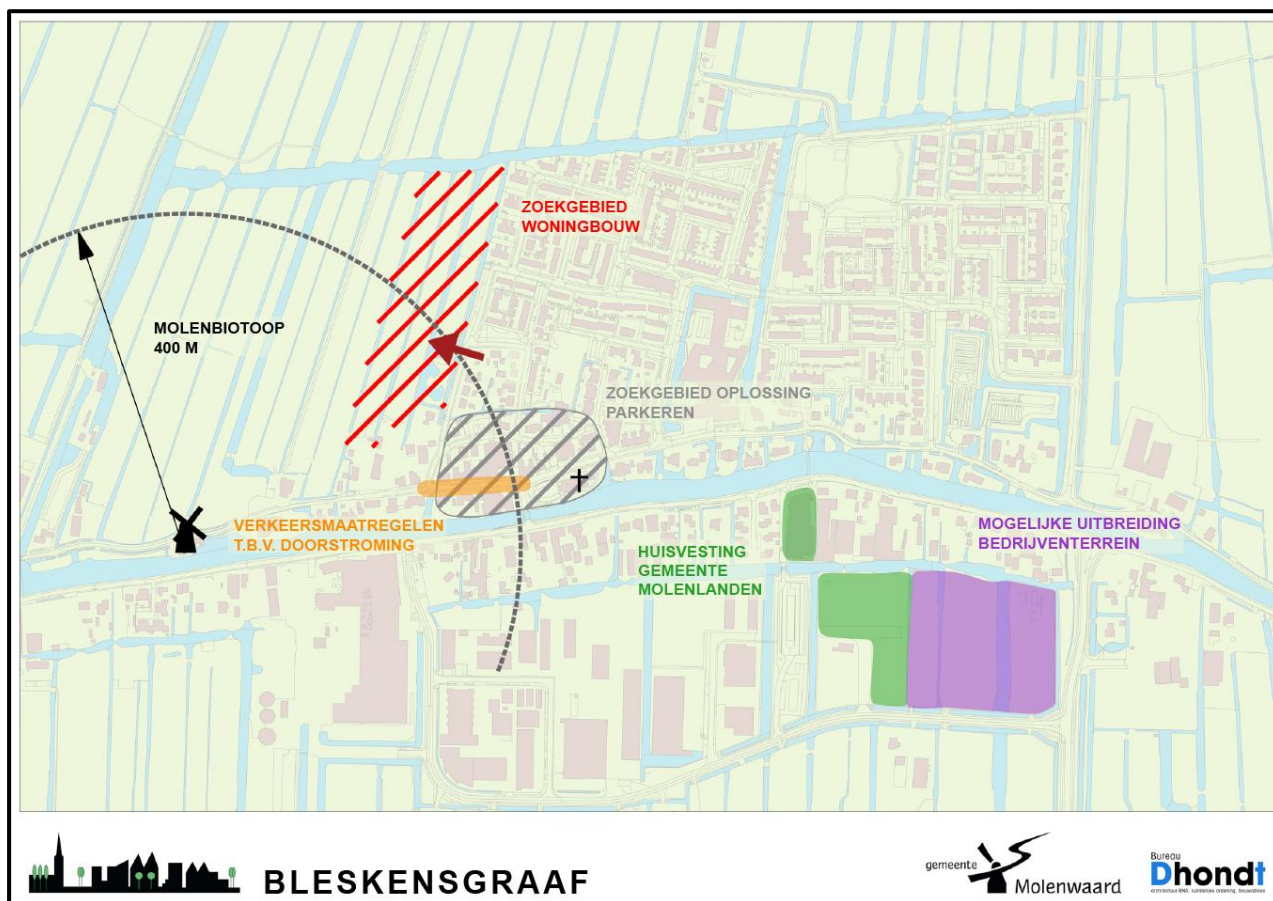 ZOEKGEBIED
WONINGBOUW
MOLENBIOTOOP
400 M
ZOEKGEBIED OPLOSSING
PARKEREN
VERKEERSMAATREGELEN
T.B.V. DOORSTROMING
HUISVESTING
GEMEENTE
MOLENLANDEN
MOGELIJKE UITBREIDING
BEDRIJVENTERREIN
BLESKENSGRAAF
gemeente
Molenwaard
Bureau
Dhondt